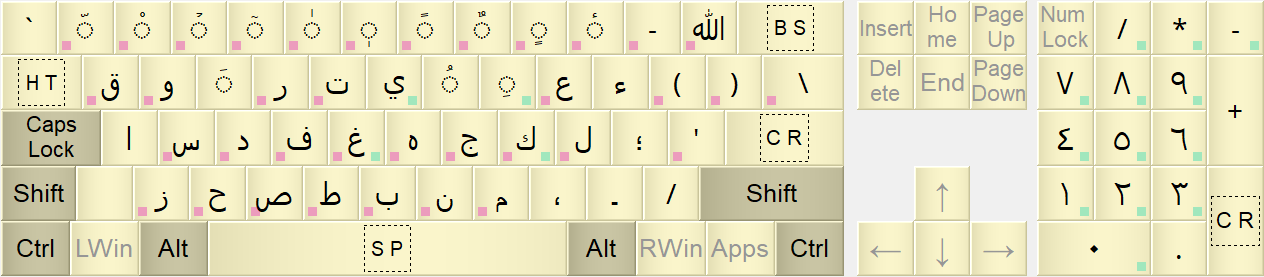 ` ◌ّ ◌ْ ◌ۡ ◌ٓ ◌ٰ ◌ٖ ◌ً ◌ٌ ◌ٍ ◌ٔ - ﷲ BS Insert Home Page Up Num Lock / * -
HT ق و ◌َ ر ت ي ◌ُ ◌ِ ع ء ( ) \ Delete End Page Down ٧ ٨ ٩ +
Caps Lock ا س د ف غ ه ج ك ل ؛ ' CR ٤ ٥ ٦
Shift ز ح ص ط ب ن م ، ـ / Shift ↑ ١ ٢ ٣ CR
Ctrl LWin Alt SP Alt RWin Apps Ctrl ← ↓ → ٠ .